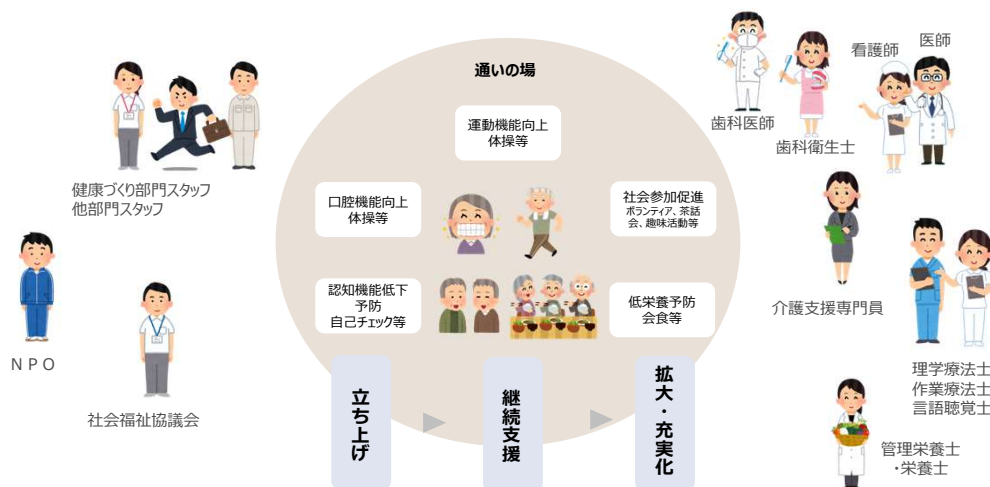 通いの場
運動機能向上
体操等
口腔機能向上
体操等
社会参加促進
ボランティア、茶話
会、趣味活動等
認知機能低下
予防
自己チェック等
低栄養予防
会食等
立ち上げ
継続支援
拡大・充実化
健康づくり部門スタッフ
他部門スタッフ
ＮＰＯ
社会福祉協議会
歯科医師
歯科衛生士
看護師
医師
介護支援専門員
理学療法士
作業療法士
言語聴覚士
管理栄養士
・栄養士